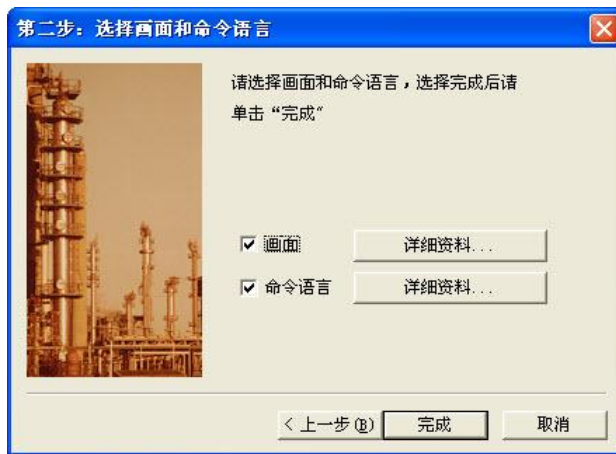 第二步：选择画面和命令语言
请选择画面和命令语言，选择完成后请
单击“完成”
画面
详细资料...
命令语言
详细资料...
< 上一步(B)
完成
取消